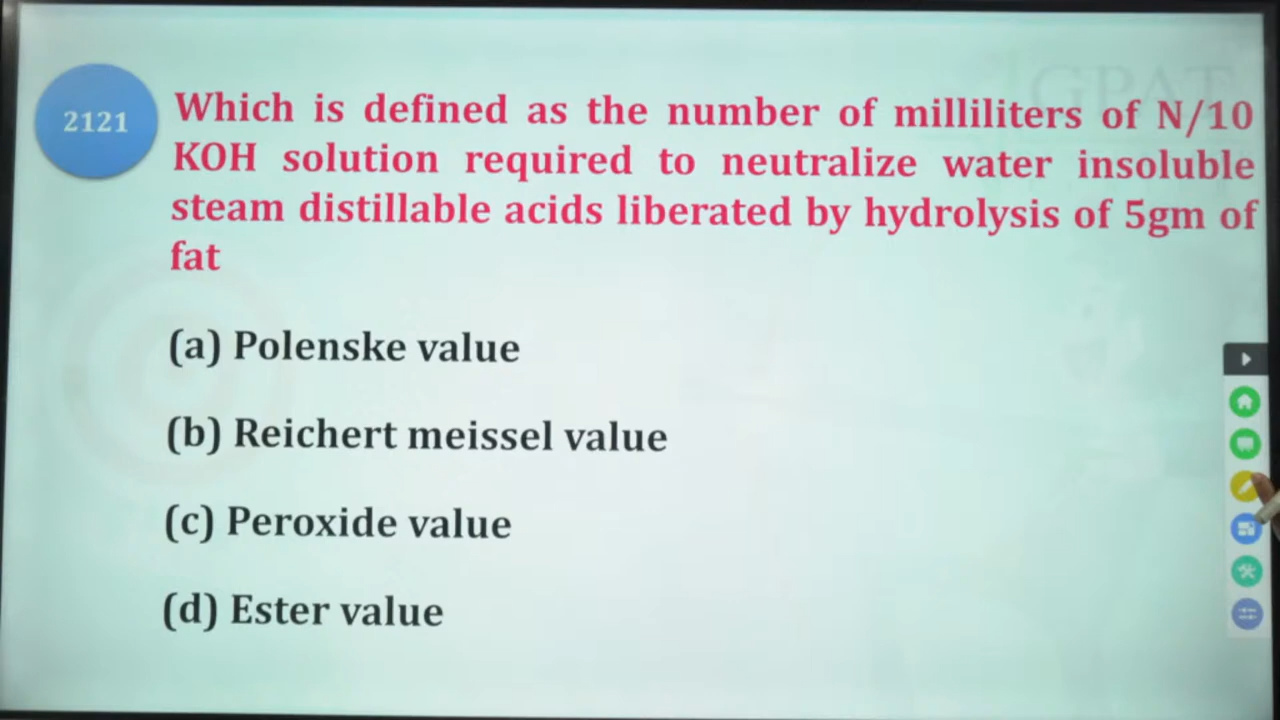 GPAT
2121
Which is defined as the number of milliliters of N/10
KOH solution required to neutralize water insoluble
steam distillable acids liberated by hydrolysis of 5gm of
fat
(a) Polenske value
(b) Reichert meissel value
(c) Peroxide value
(d) Ester value